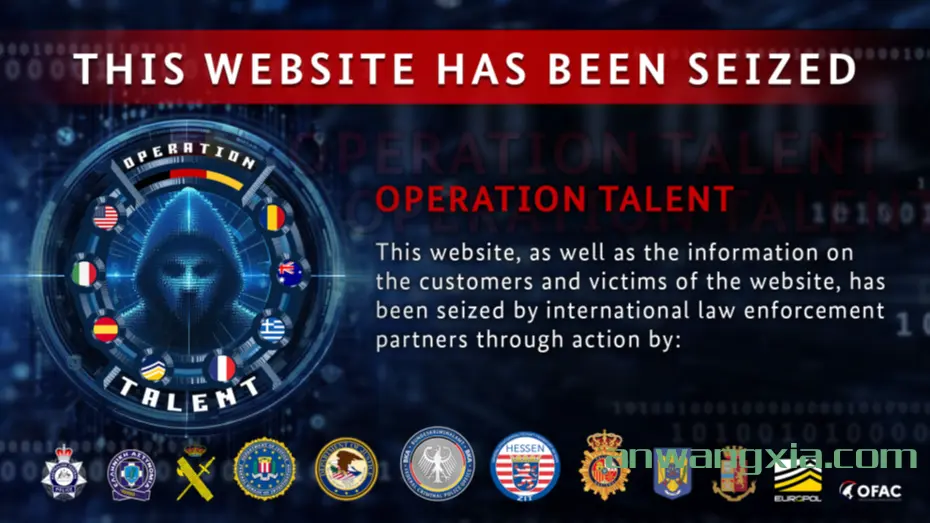 THIS WEBSITE HAS BEEN SEIZED
OPERATION
TALENT
OPERATION TALENT
This website, as well as the information on
the customers and victims of the website, has
been seized by international law enforcement
partners through action by:
HESSEN
ZIT
anwangxia.com
EUROPOL
OFAC